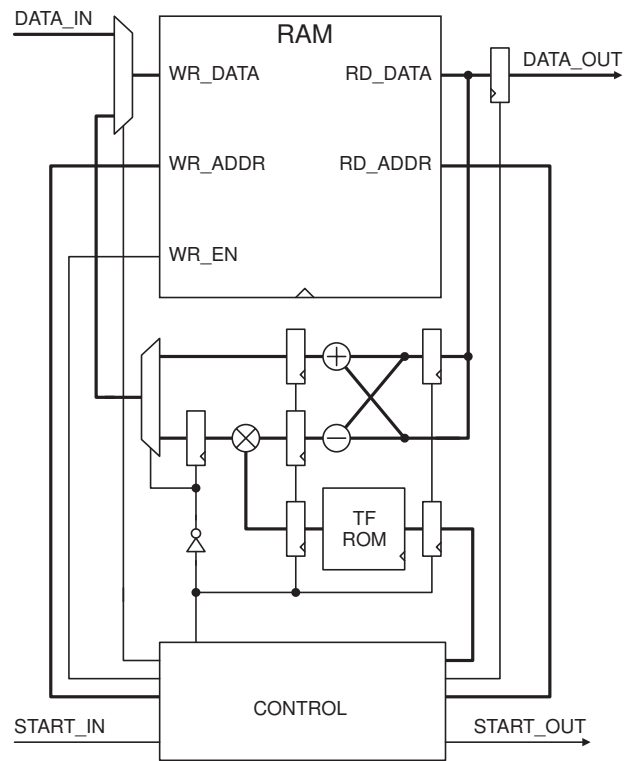 DATA_IN
RAM
WR_DATA
RD_DATA
DATA_OUT
WR_ADDR
RD_ADDR
WR_EN
TF
ROM
CONTROL
START_IN
START_OUT